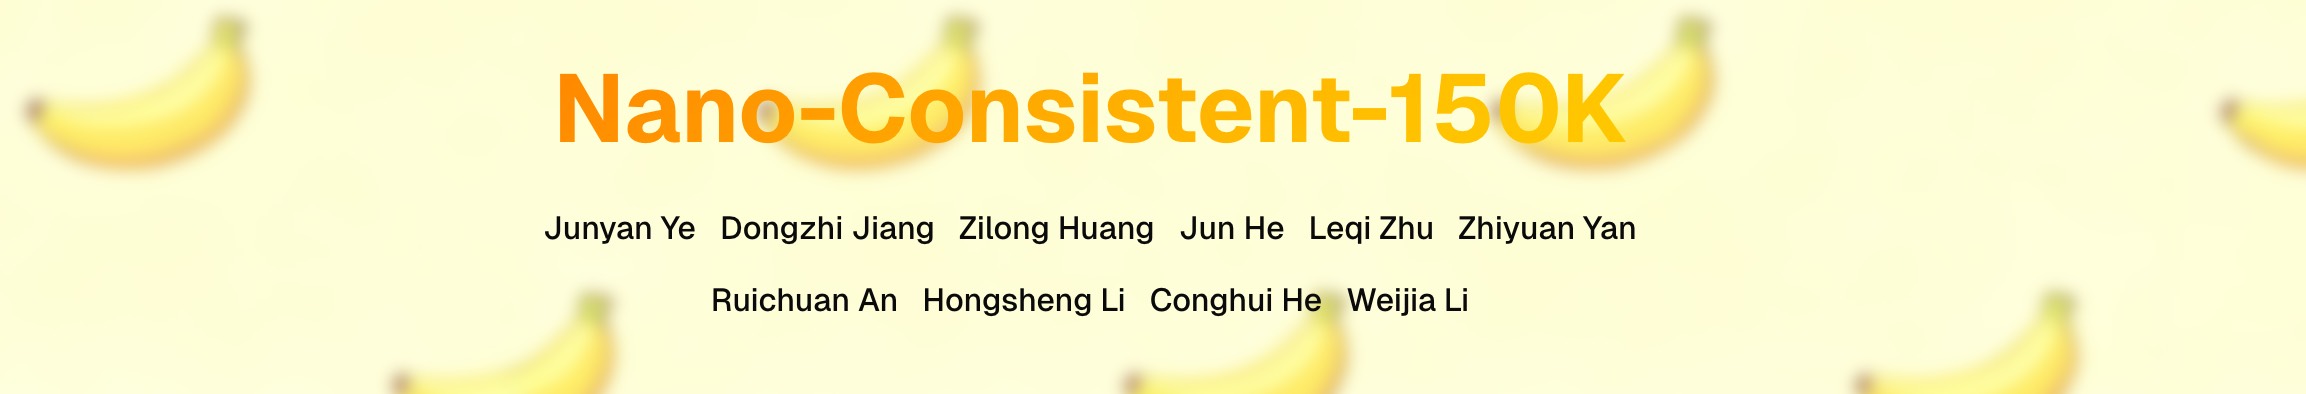 Nano-Consistent-150K
Junyan Ye Dongzhi Jiang Zilong Huang Jun He Leqi Zhu Zhiyuan Yan
Ruichuan An Hongsheng Li Conghui He Weijia Li